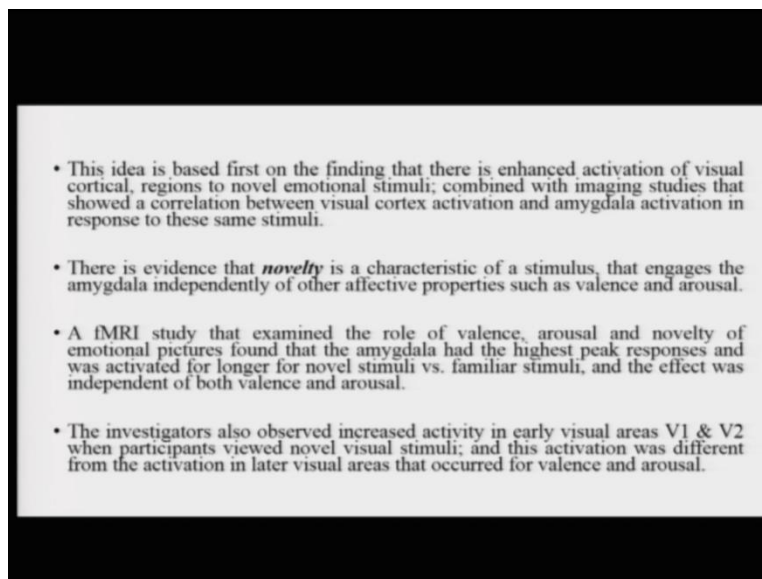 • This idea is based first on the finding that there is enhanced activation of visual
cortical, regions to novel emotional stimuli; combined with imaging studies that
showed a correlation between visual cortex activation and amygdala activation in
response to these same stimuli.
• There is evidence that novelty is a characteristic of a stimulus, that engages the
amygdala independently of other affective properties such as valence and arousal.
• A fMRI study that examined the role of valence, arousal and novelty of
emotional pictures found that the amygdala had the highest peak responses and
was activated for longer for novel stimuli vs. familiar stimuli, and the effect was
independent of both valence and arousal.
• The investigators also observed increased activity in early visual areas V1 & V2
when participants viewed novel visual stimuli; and this activation was different
from the activation in later visual areas that occurred for valence and arousal.